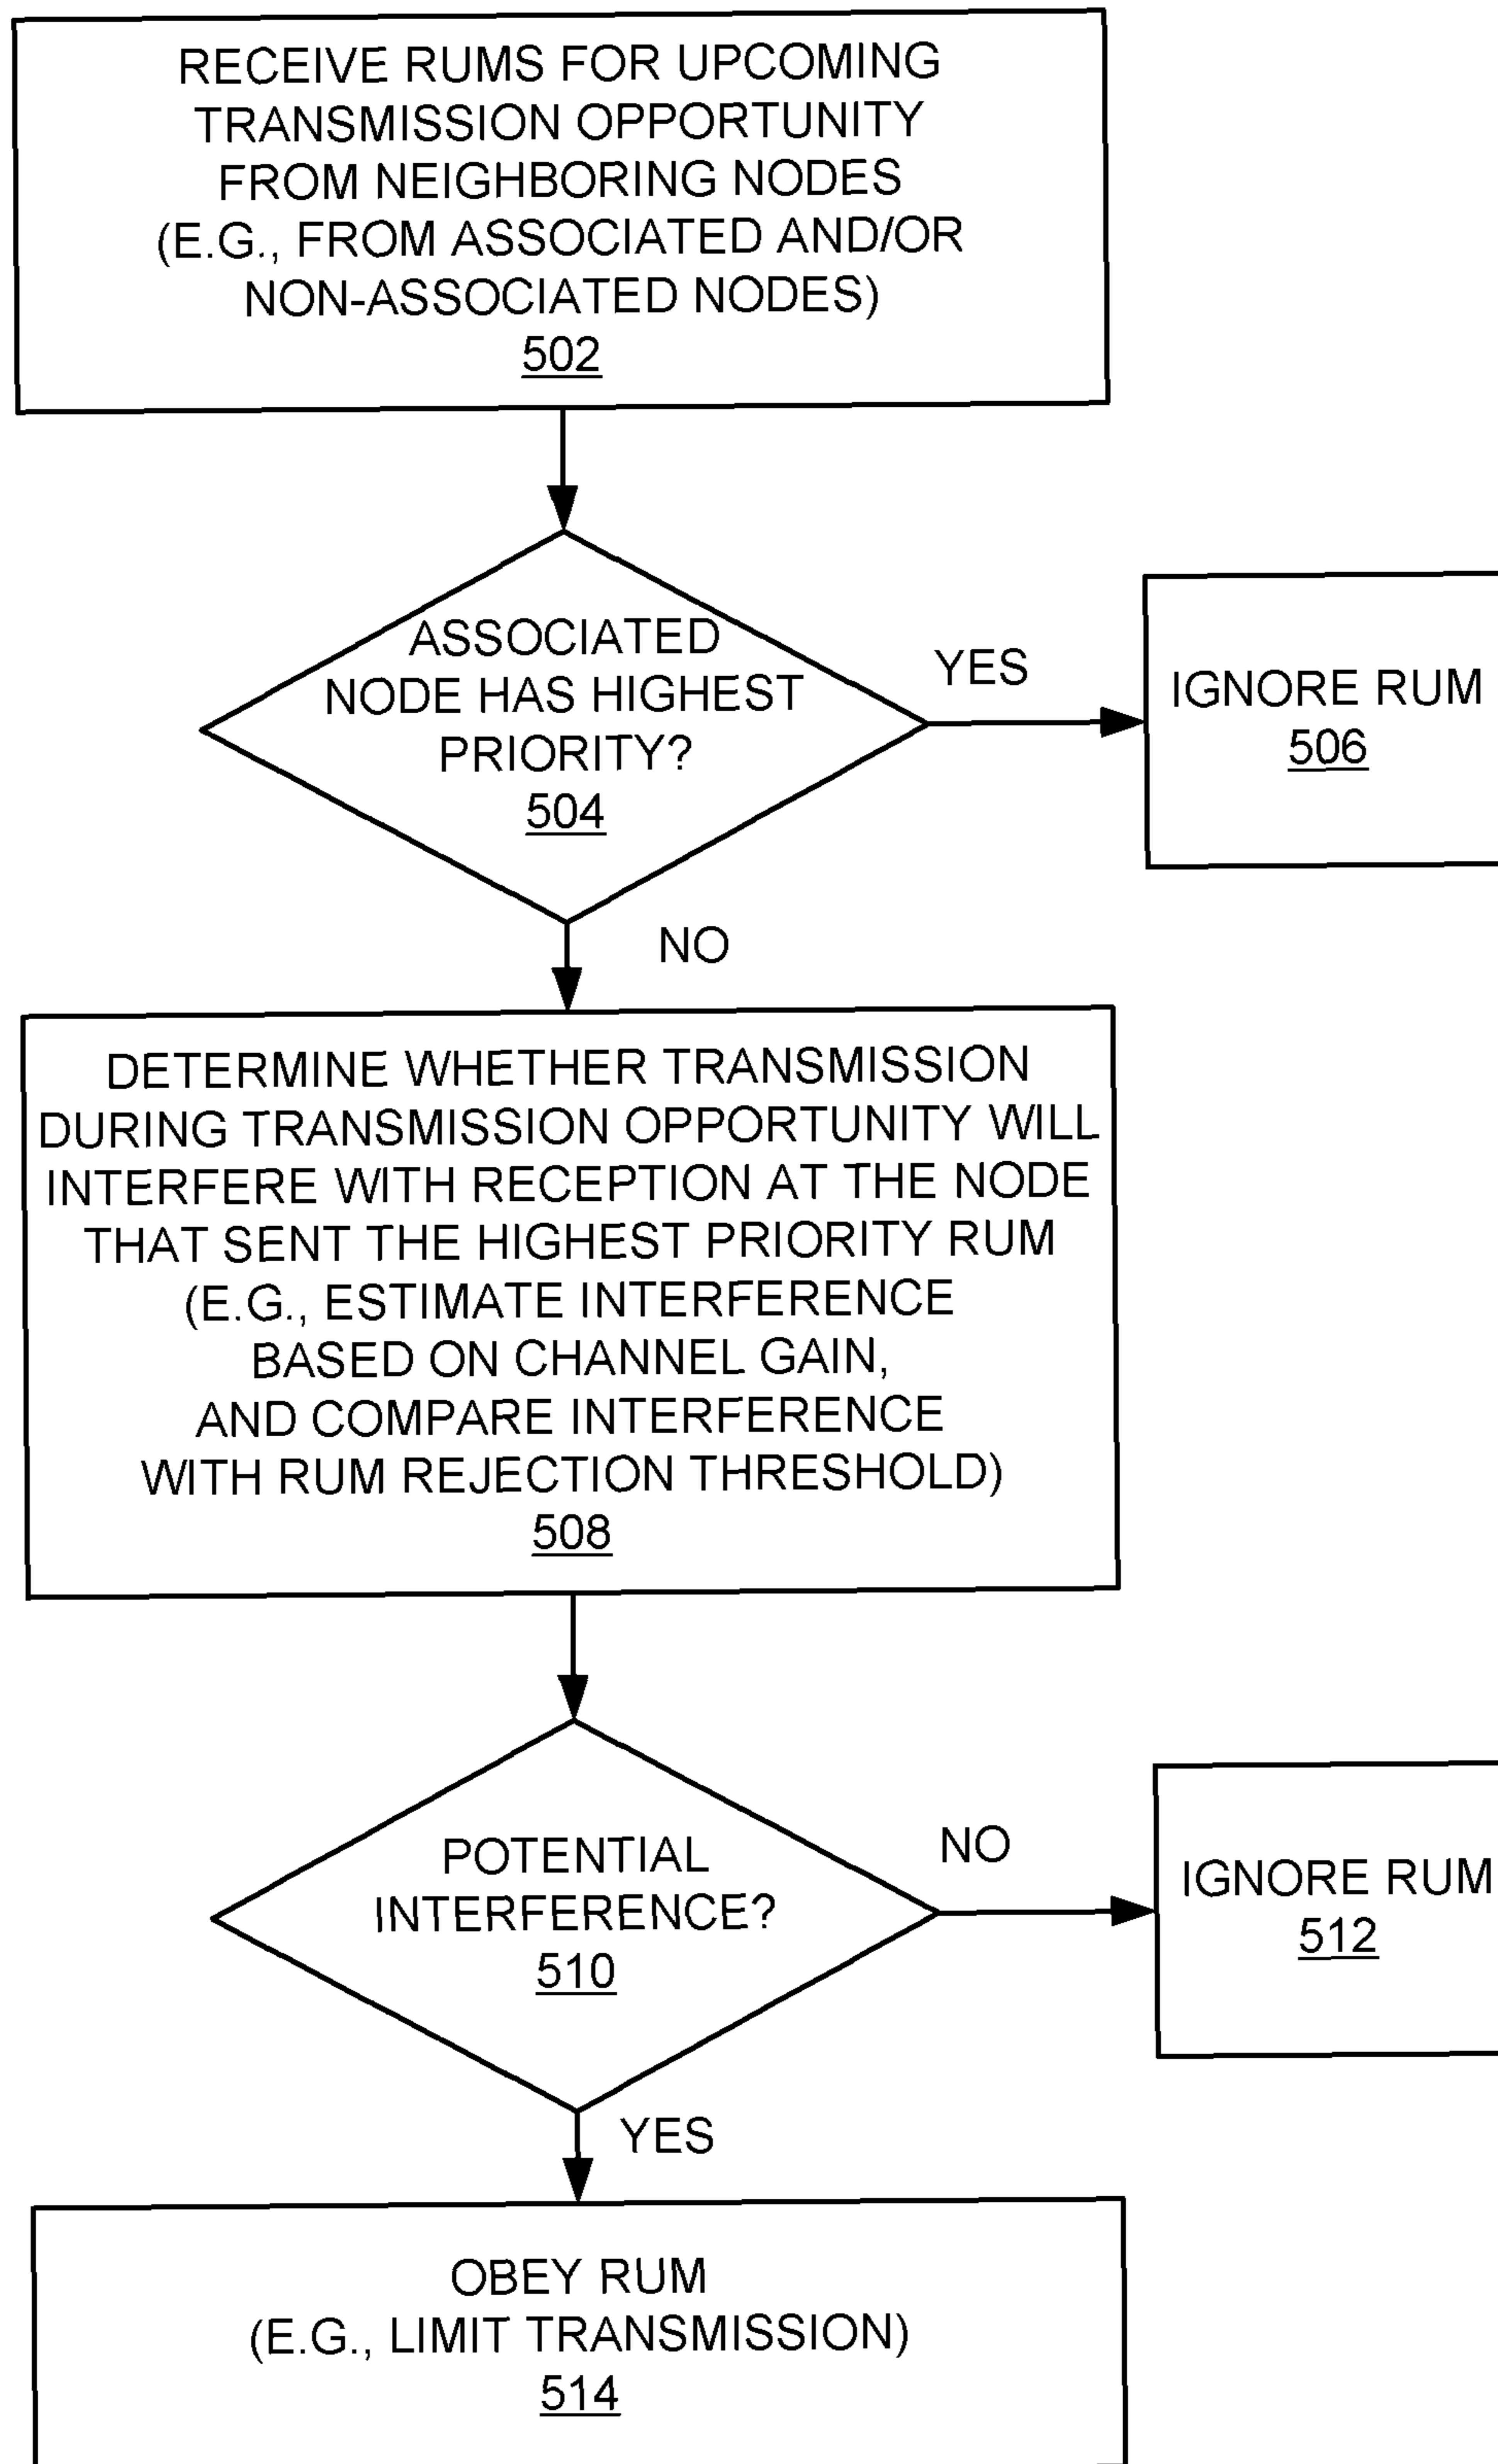 RECEIVE RUMS FOR UPCOMING
TRANSMISSION OPPORTUNITY
FROM NEIGHBORING NODES
(E.G., FROM ASSOCIATED AND/OR
NON-ASSOCIATED NODES)
502
ASSOCIATED
NODE HAS HIGHEST
PRIORITY?
504
YES
IGNORE RUM
506
NO
DETERMINE WHETHER TRANSMISSION
DURING TRANSMISSION OPPORTUNITY WILL
INTERFERE WITH RECEPTION AT THE NODE
THAT SENT THE HIGHEST PRIORITY RUM
(E.G., ESTIMATE INTERFERENCE
BASED ON CHANNEL GAIN,
AND COMPARE INTERFERENCE
WITH RUM REJECTION THRESHOLD)
508
POTENTIAL
INTERFERENCE?
510
NO
IGNORE RUM
512
YES
OBEY RUM
(E.G., LIMIT TRANSMISSION)
514